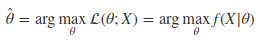 θ̂ = arg max_θ ℒ(θ; X) = arg max_θ f(X|θ)